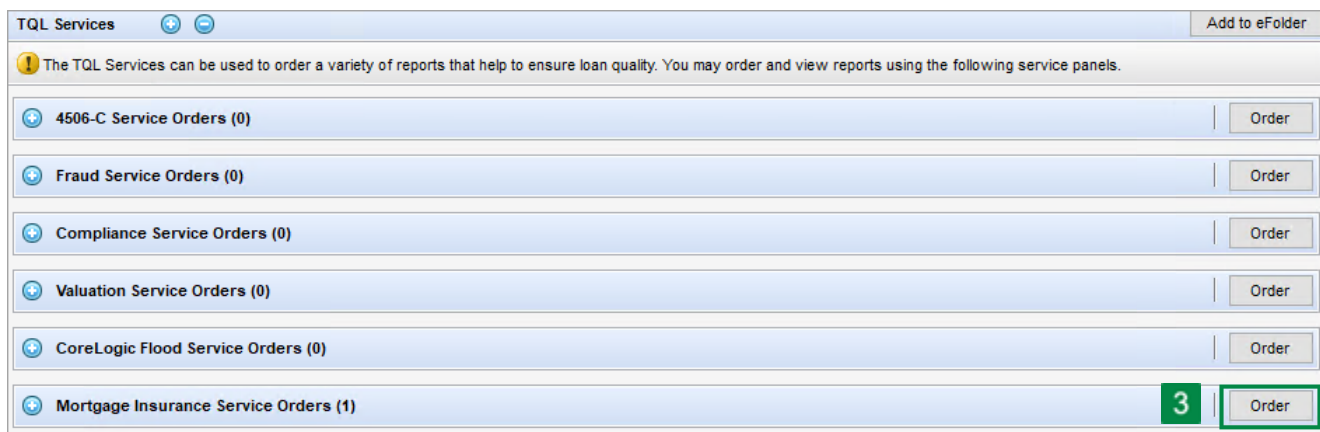 TQL Services Add to eFolder
The TQL Services can be used to order a variety of reports that help to ensure loan quality. You may order and view reports using the following service panels.
4506-C Service Orders (0) Order
Fraud Service Orders (0) Order
Compliance Service Orders (0) Order
Valuation Service Orders (0) Order
CoreLogic Flood Service Orders (0) Order
Mortgage Insurance Service Orders (1) 3 Order